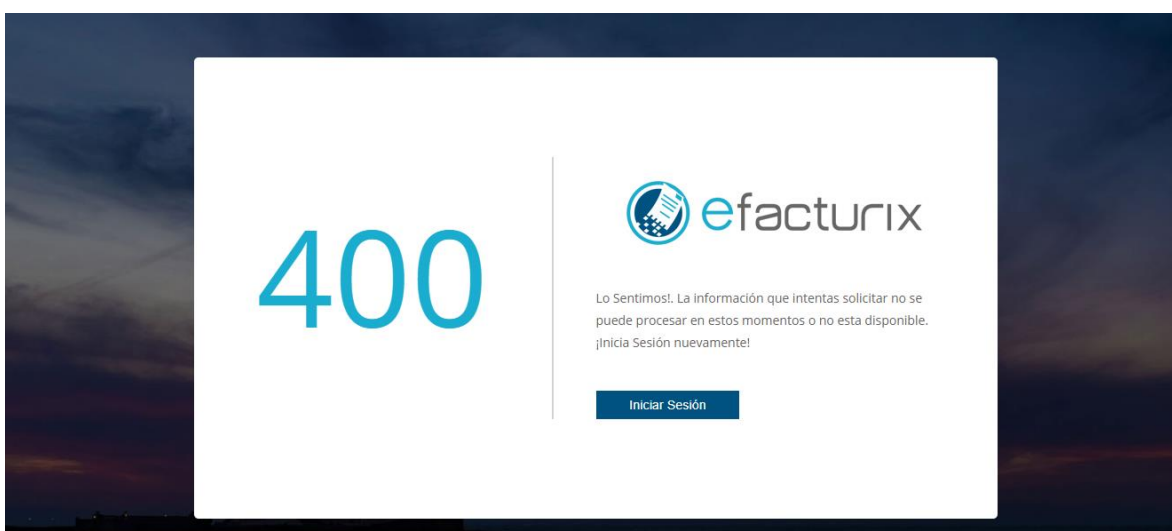 400
efacturix
Lo Sentimos!. La información que intentas solicitar no se
puede procesar en estos momentos o no esta disponible.
¡Inicia Sesión nuevamente!
Iniciar Sesión